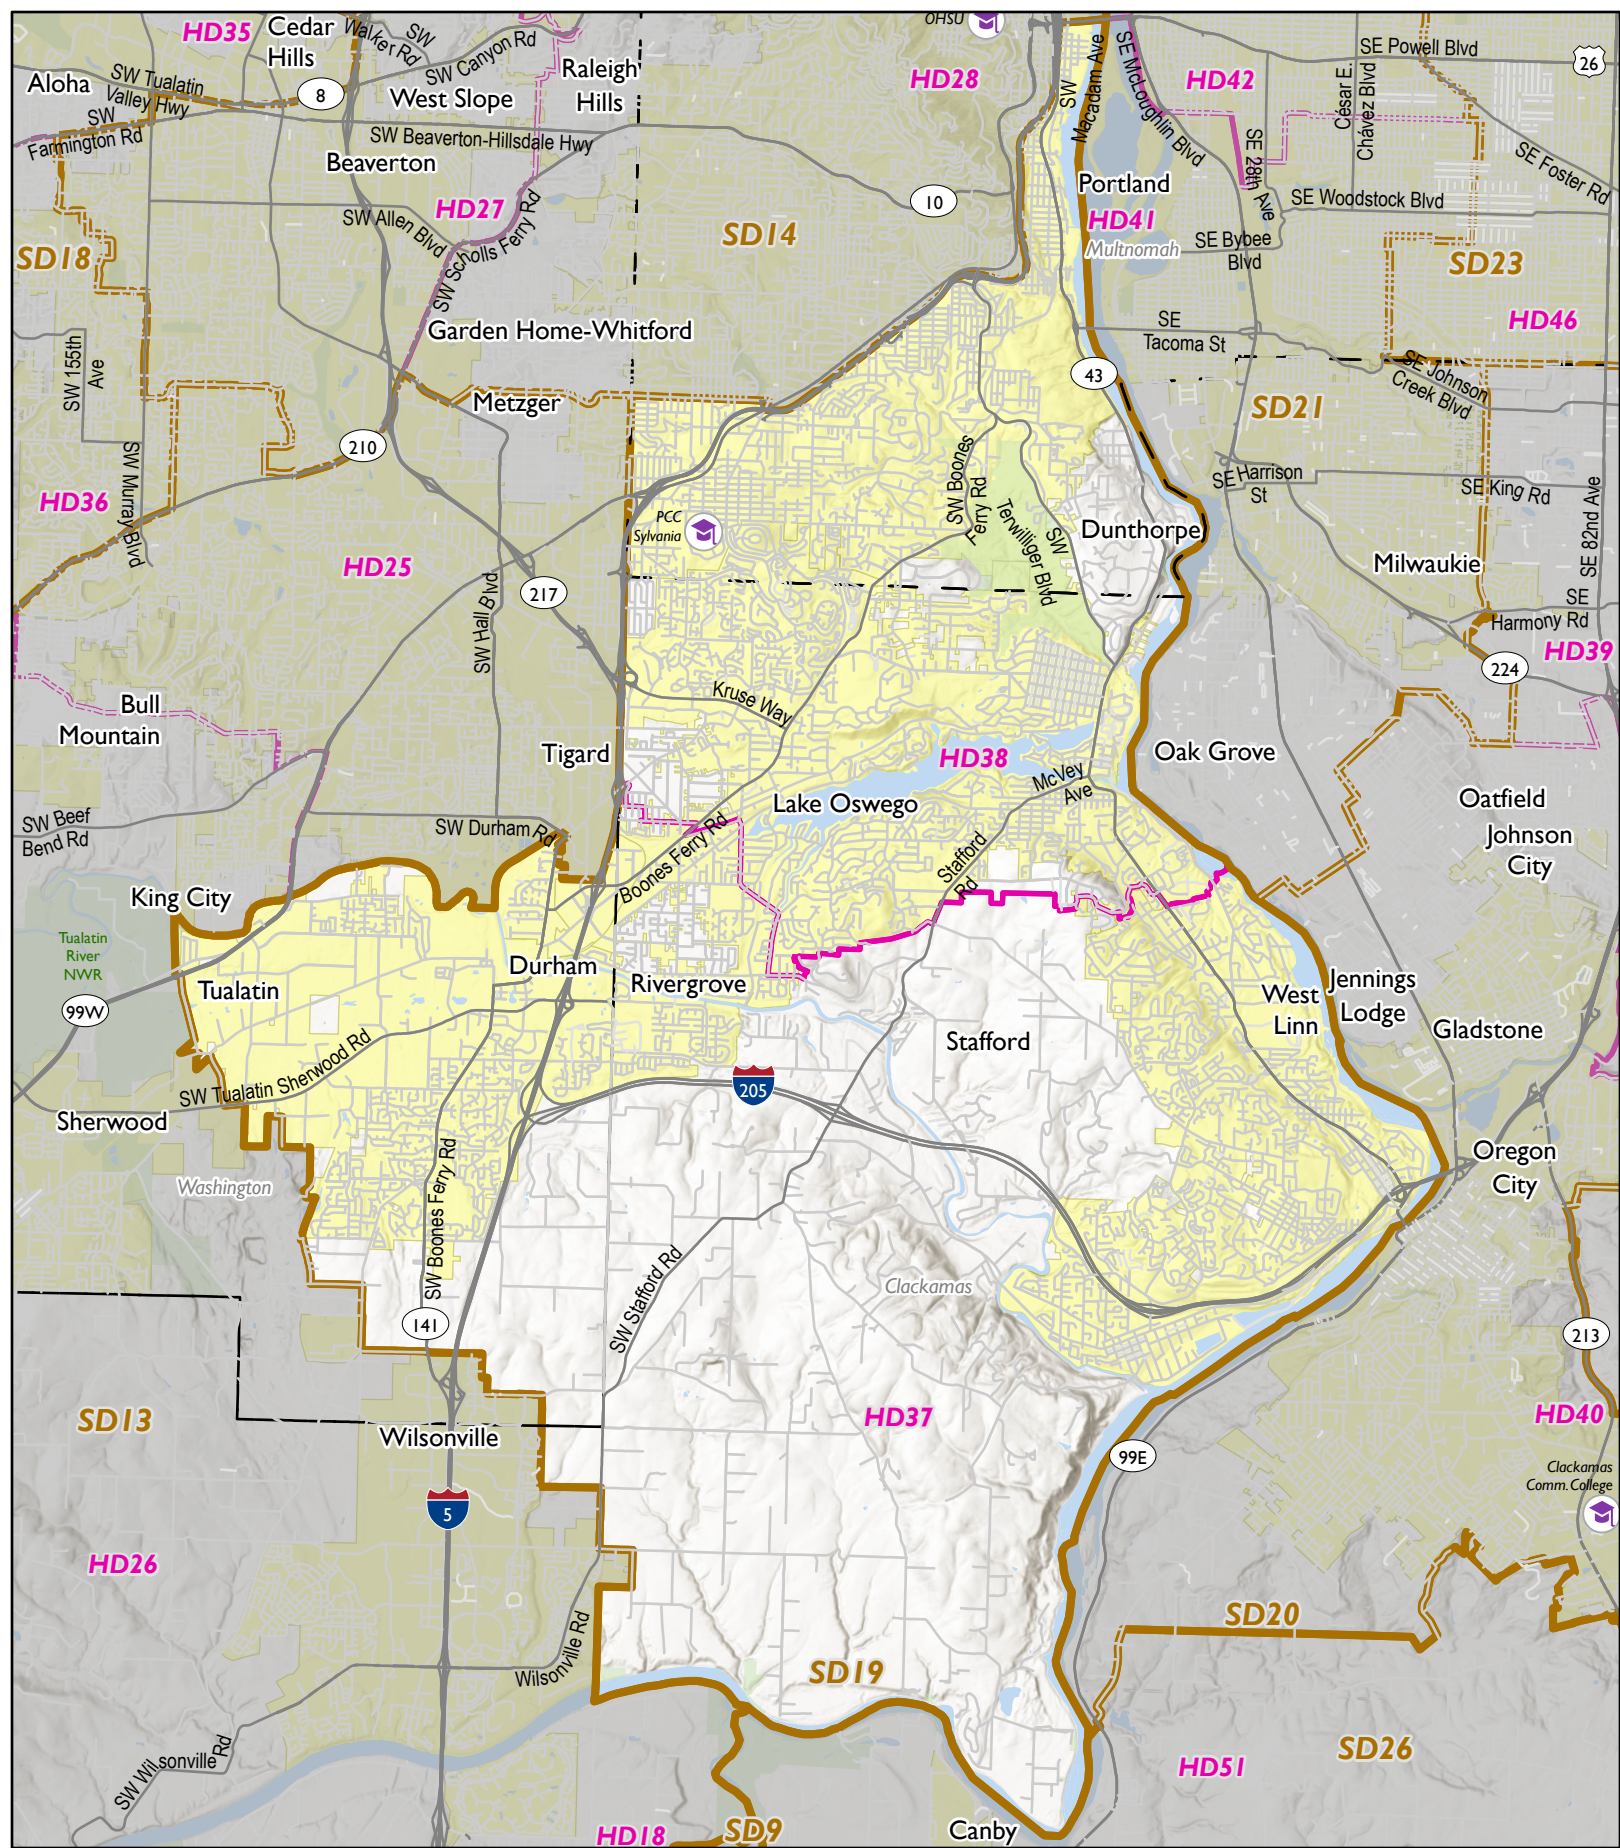 OHSU
HD35
Cedar
Hills
SW
Walker Rd
SW Canyon Rd
SE Powell Blvd
26
Aloha
SW Tualatin
Valley Hwy
8
West Slope
Raleigh
Hills
HD28
SW
Macadam Ave
SE McLoughlin Blvd
HD42
César E.
Chávez Blvd
SW
Farmington Rd
SW Beaverton-Hillsdale Hwy
Beaverton
SE 28th
Ave
SE Foster Rd
Portland
SE Woodstock Blvd
HD27
10
HD41
SW Allen Blvd
SW Scholls Ferry Rd
SD14
Multnomah
SE Bybee
Blvd
SD18
SD23
Garden Home-Whitford
SE
Tacoma St
HD46
SW 155th
Ave
Metzger
43
SE Johnson
Creek Blvd
SD21
210
SW Murray Blvd
SW Boones
Ferry Rd
SE Harrison
St
SE King Rd
SE 82nd Ave
HD36
PCC
Sylvania
SW
Terwilliger Blvd
Dunthorpe
HD25
Milwaukie
217
SW Hall Blvd
SE
Harmony Rd
HD39
224
Bull
Mountain
Kruse Way
Tigard
HD38
Oak Grove
McVey
Ave
Lake Oswego
Oatfield
Johnson
City
SW Beef
Bend Rd
SW Durham Rd
Boones Ferry Rd
Stafford
Rd
King City
Tualatin
River
NWR
Durham
Rivergrove
Tualatin
99W
West
Linn
Jennings
Lodge
Gladstone
Stafford
SW Tualatin Sherwood Rd
205
Sherwood
Washington
SW Boones Ferry Rd
Oregon
City
SW Stafford Rd
Clackamas
141
213
SD13
HD37
HD40
Wilsonville
99E
Clackamas
Comm. College
5
HD26
Wilsonville Rd
SD20
SD19
SW Wilsonville Rd
SD26
HD51
HD18
SD9
Canby